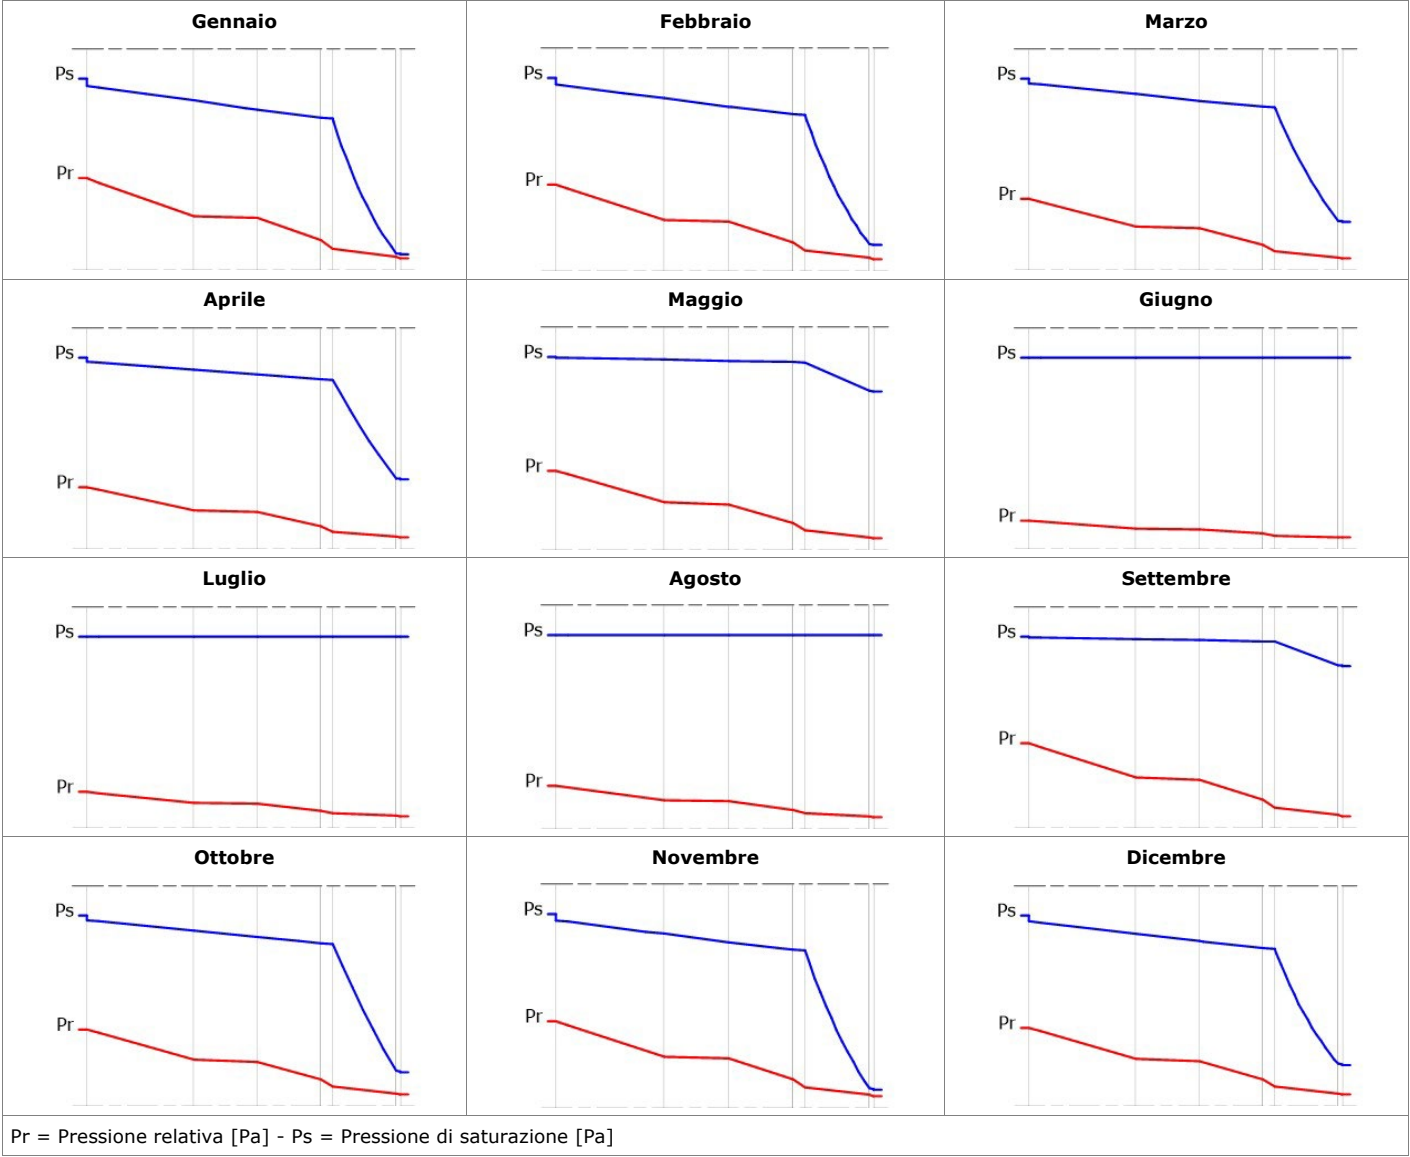 Gennaio
Febbraio
Marzo
Ps
Pr
Ps
Pr
Ps
Pr
Aprile
Maggio
Giugno
Ps
Pr
Ps
Pr
Ps
Pr
Luglio
Agosto
Settembre
Ps
Pr
Ps
Pr
Ps
Pr
Ottobre
Novembre
Dicembre
Ps
Pr
Ps
Pr
Ps
Pr
Pr = Pressione relativa [Pa] - Ps = Pressione di saturazione [Pa]